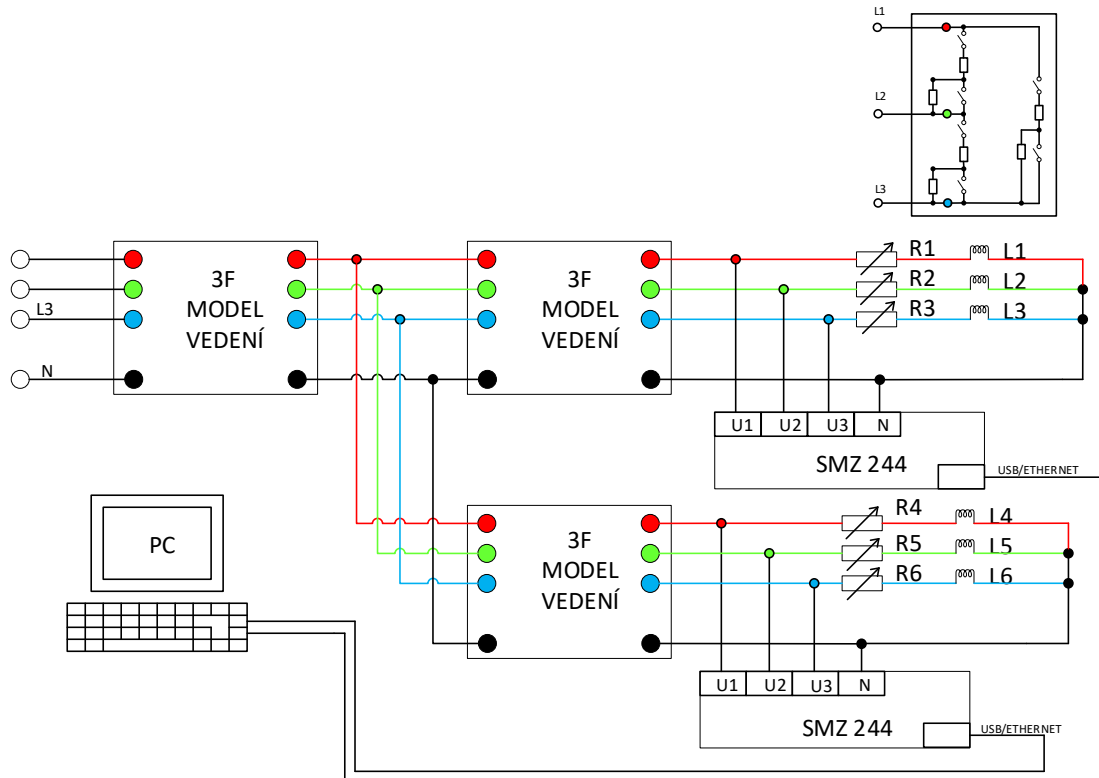 L1
L2
L3
3F
MODEL
VEDENÍ
L3
N
3F
MODEL
VEDENÍ
R1 L1
R2 L2
R3 L3
U1 U2 U3 N
SMZ 244
USB/ETHERNET
PC
3F
MODEL
VEDENÍ
R4 L4
R5 L5
R6 L6
U1 U2 U3 N
SMZ 244
USB/ETHERNET